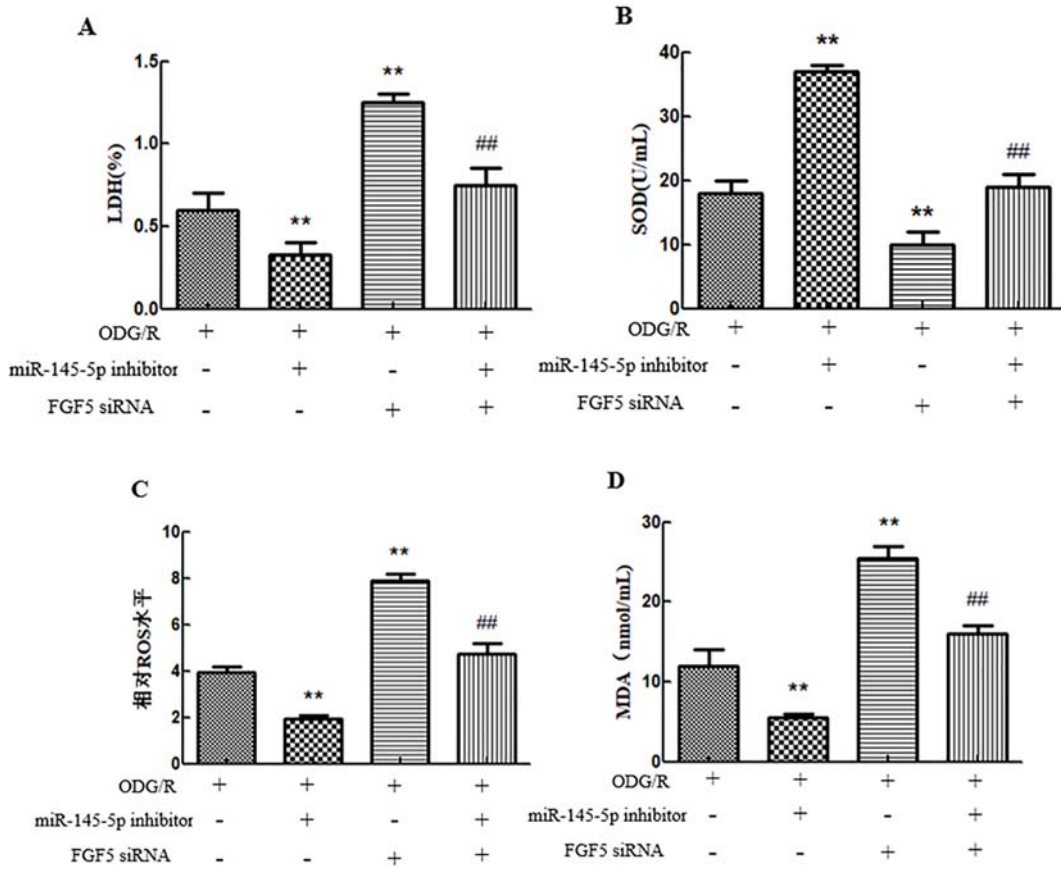 A
LDH(%)
1.5
1.0
0.5
0.0
**
**
##
ODG/R + + + +
miR-145-5p inhibitor - + - +
FGF5 siRNA - - + +
B
SOD(U/mL)
40
30
20
10
0
**
**
##
ODG/R + + + +
miR-145-5p inhibitor - + - +
FGF5 siRNA - - + +
C
相对ROS水平
10
8
6
4
2
0
**
**
##
ODG/R + + + +
miR-145-5p inhibitor - + - +
FGF5 siRNA - - + +
D
MDA（nmol/mL）
30
20
10
0
**
**
##
ODG/R + + + +
miR-145-5p inhibitor - + - +
FGF5 siRNA - - + +